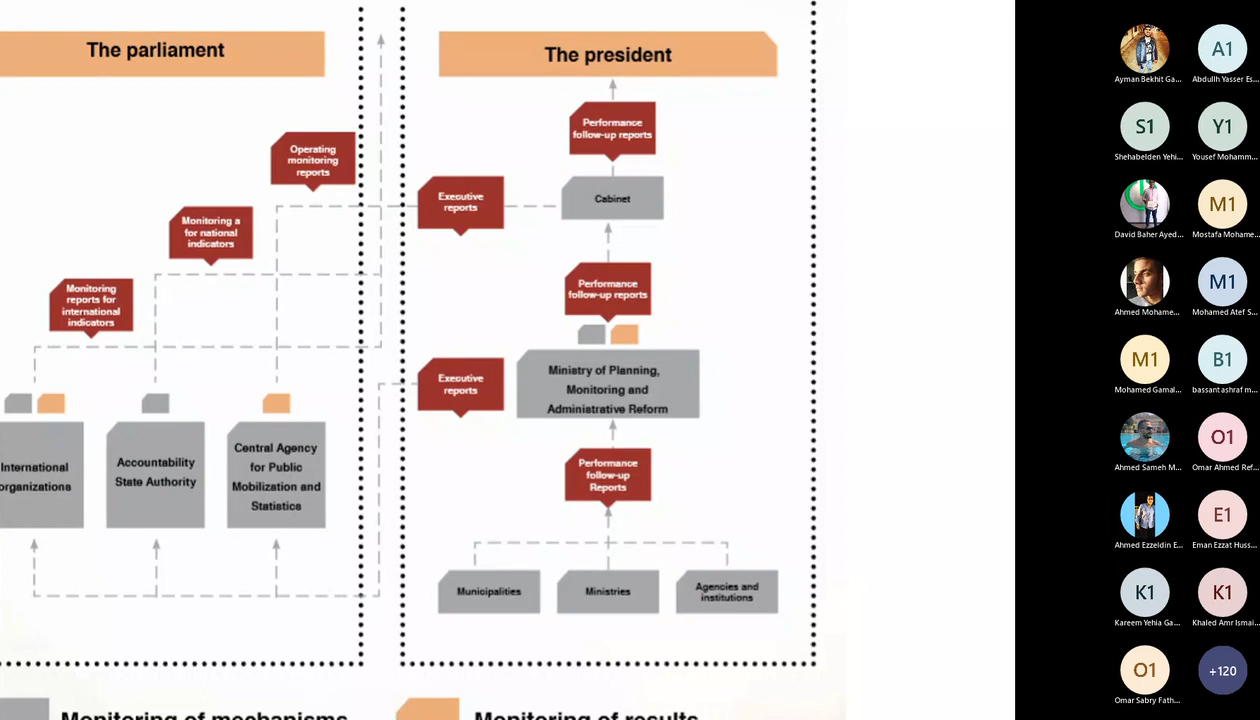 The parliament
Operating
monitoring
reports
Monitoring a
for national
indicators
Monitoring
reports for
international
indicators
International
organizations
Accountability
State Authority
Central Agency
for Public
Mobilization and
Statistics
The president
Performance
follow-up reports
Executive
reports
Cabinet
Performance
follow-up reports
Executive
reports
Ministry of Planning,
Monitoring and
Administrative Reform
Performance
follow-up
Reports
Municipalities
Ministries
Agencies and
institutions
Monitoring of mechanisms
Monitoring of results
Ayman Bekhit Ga...
A1
Abdullh Yasser Es...
S1
Shehabelden Yehi...
Y1
Yousef Mohamm...
David Baher Ayed...
M1
Mostafa Mohame...
Ahmed Mohame...
M1
Mohamed Atef S...
M1
Mohamed Gamal...
B1
bassant ashraf m...
Ahmed Sameh M...
O1
Omar Ahmed Ref...
Ahmed Ezzeldin E...
E1
Eman Ezzat Huss...
K1
Kareem Yehia Ga...
K1
Khaled Amr Ismai...
O1
Omar Sabry Fath...
+120